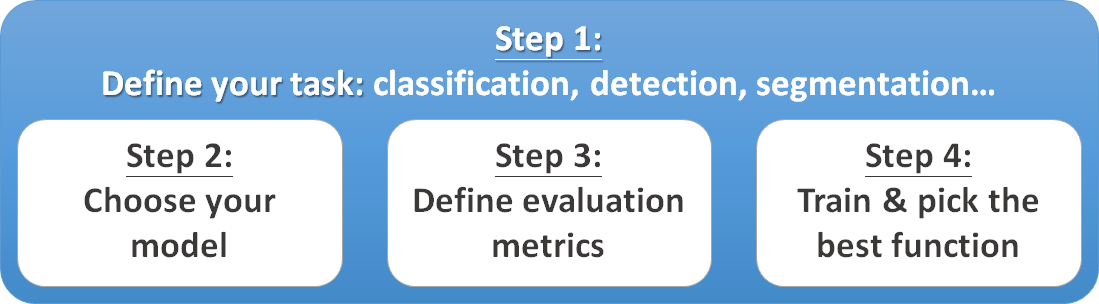 Step 1:
Define your task: classification, detection, segmentation…
Step 2:
Choose your
model
Step 3:
Define evaluation
metrics
Step 4:
Train & pick the
best function